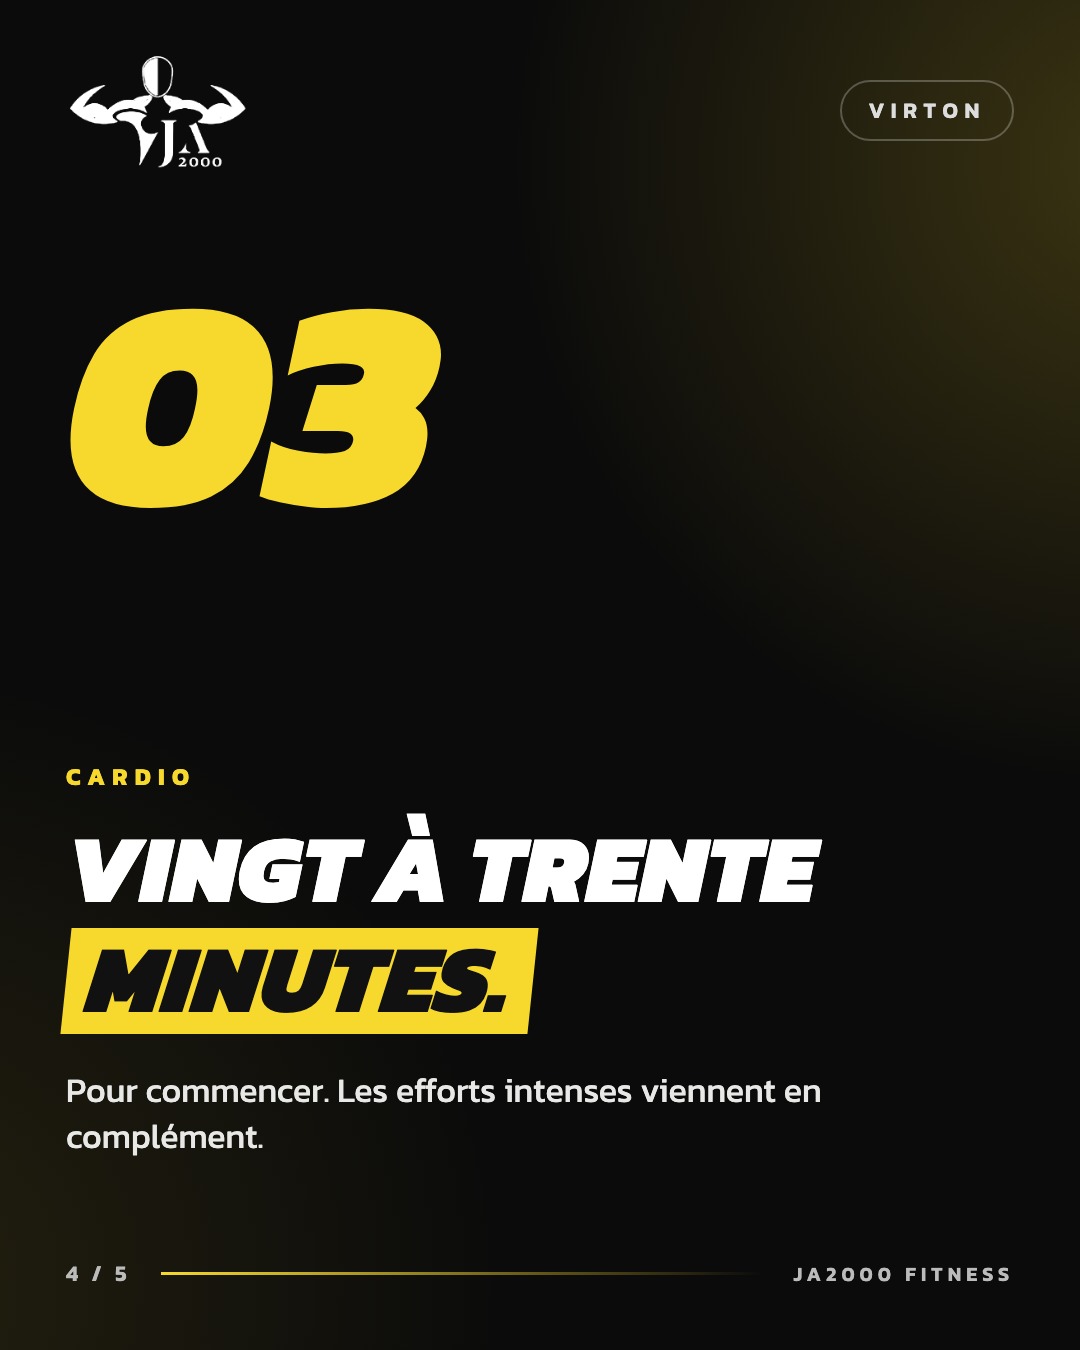 JA
2000
VIRTON
03
CARDIO
VINGT À TRENTE
MINUTES.
Pour commencer. Les efforts intenses viennent en
complément.
4 / 5
JA2000 FITNESS